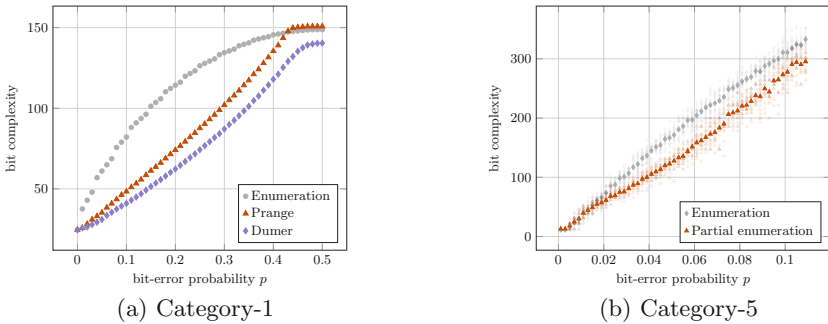 150
100
50
bit complexity
0
0.1
0.2
0.3
0.4
0.5
bit-error probability p
Enumeration
Prange
Dumer
(a) Category-1
300
200
100
0
bit complexity
0
0.02
0.04
0.06
0.08
0.1
bit-error probability p
Enumeration
Partial enumeration
(b) Category-5